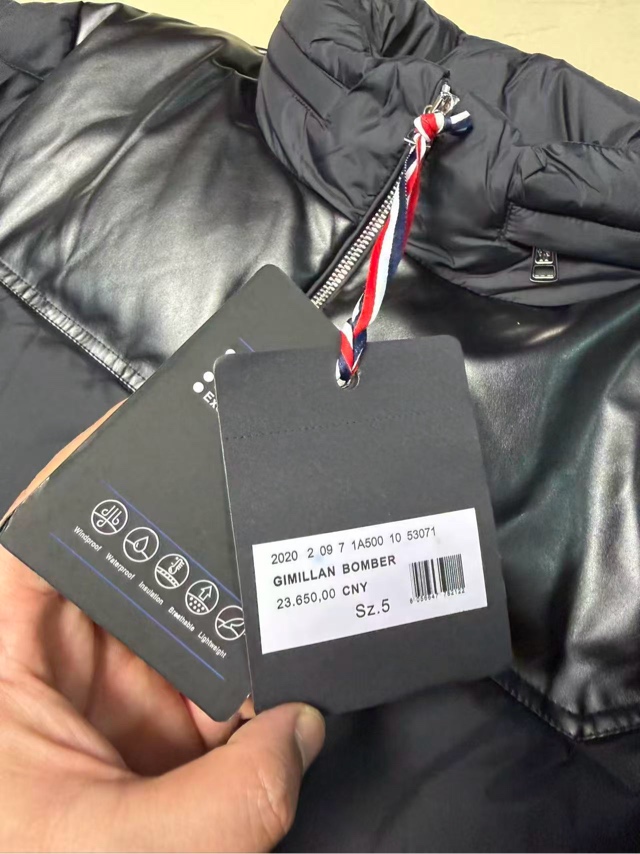 Windproof
Waterproof
Insulation
Breathable
Lightweight
2020 2 09 7 1A500 10 53071
GIMILLAN BOMBER
23.650,00 CNY
Sz.5